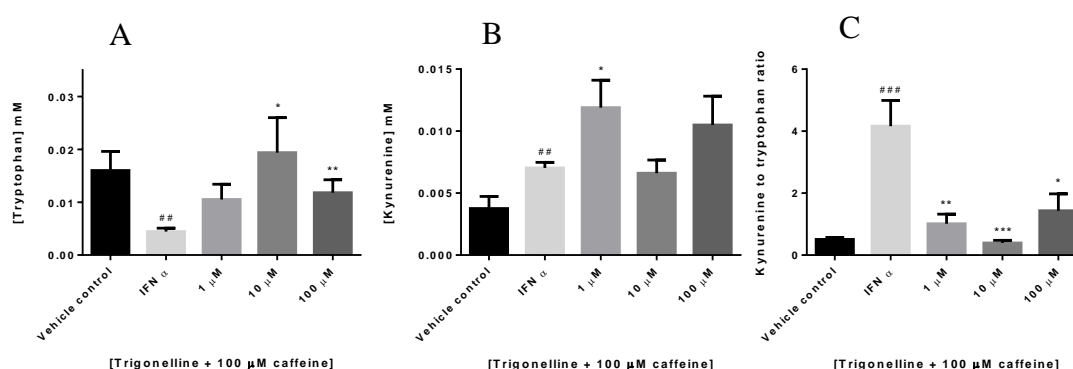 A
[Tryptophan] mM
0.03
0.02
0.01
0.00
##
*
**
Vehicle control
IFN α
1 µM
10 µM
100 µM
[Trigonelline + 100 µM caffeine]
B
[Kynurenine] mM
0.015
0.010
0.005
0.000
##
*
Vehicle control
IFN α
1 µM
10 µM
100 µM
[Trigonelline + 100 µM caffeine]
C
Kynurenine to tryptophan ratio
6
4
2
0
###
**
***
*
Vehicle control
IFN α
1 µM
10 µM
100 µM
[Trigonelline + 100 µM caffeine]